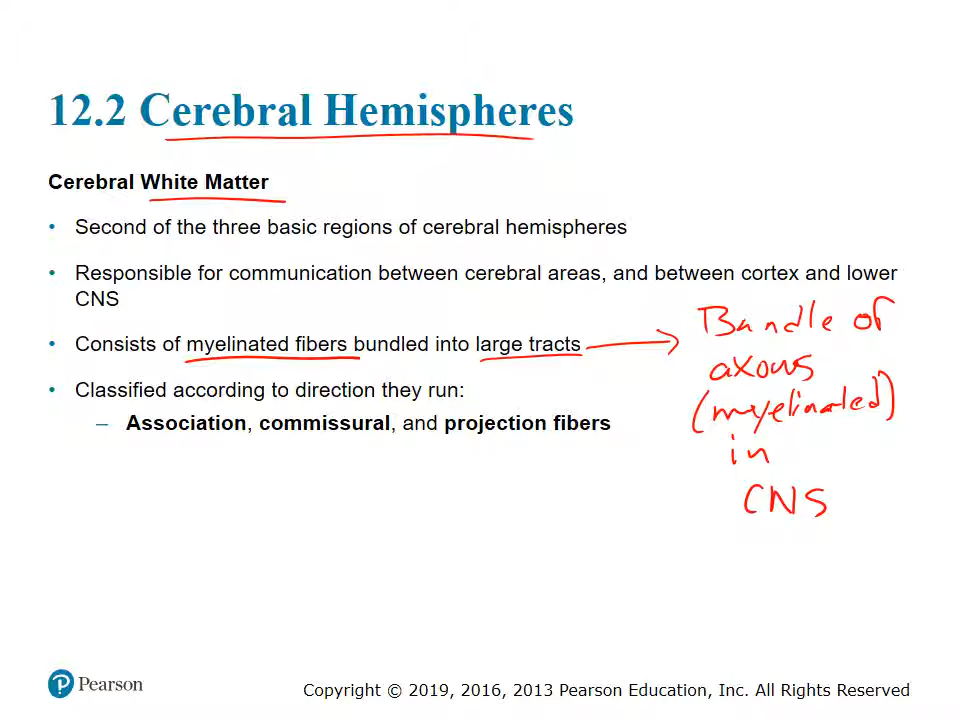 12.2 Cerebral Hemispheres
Cerebral White Matter
• Second of the three basic regions of cerebral hemispheres
• Responsible for communication between cerebral areas, and between cortex and lower
CNS
• Consists of myelinated fibers bundled into large tracts
• Classified according to direction they run:
– Association, commissural, and projection fibers
Bundle of
axons
(myelinated)
in
CNS
Pearson
Copyright © 2019, 2016, 2013 Pearson Education, Inc. All Rights Reserved